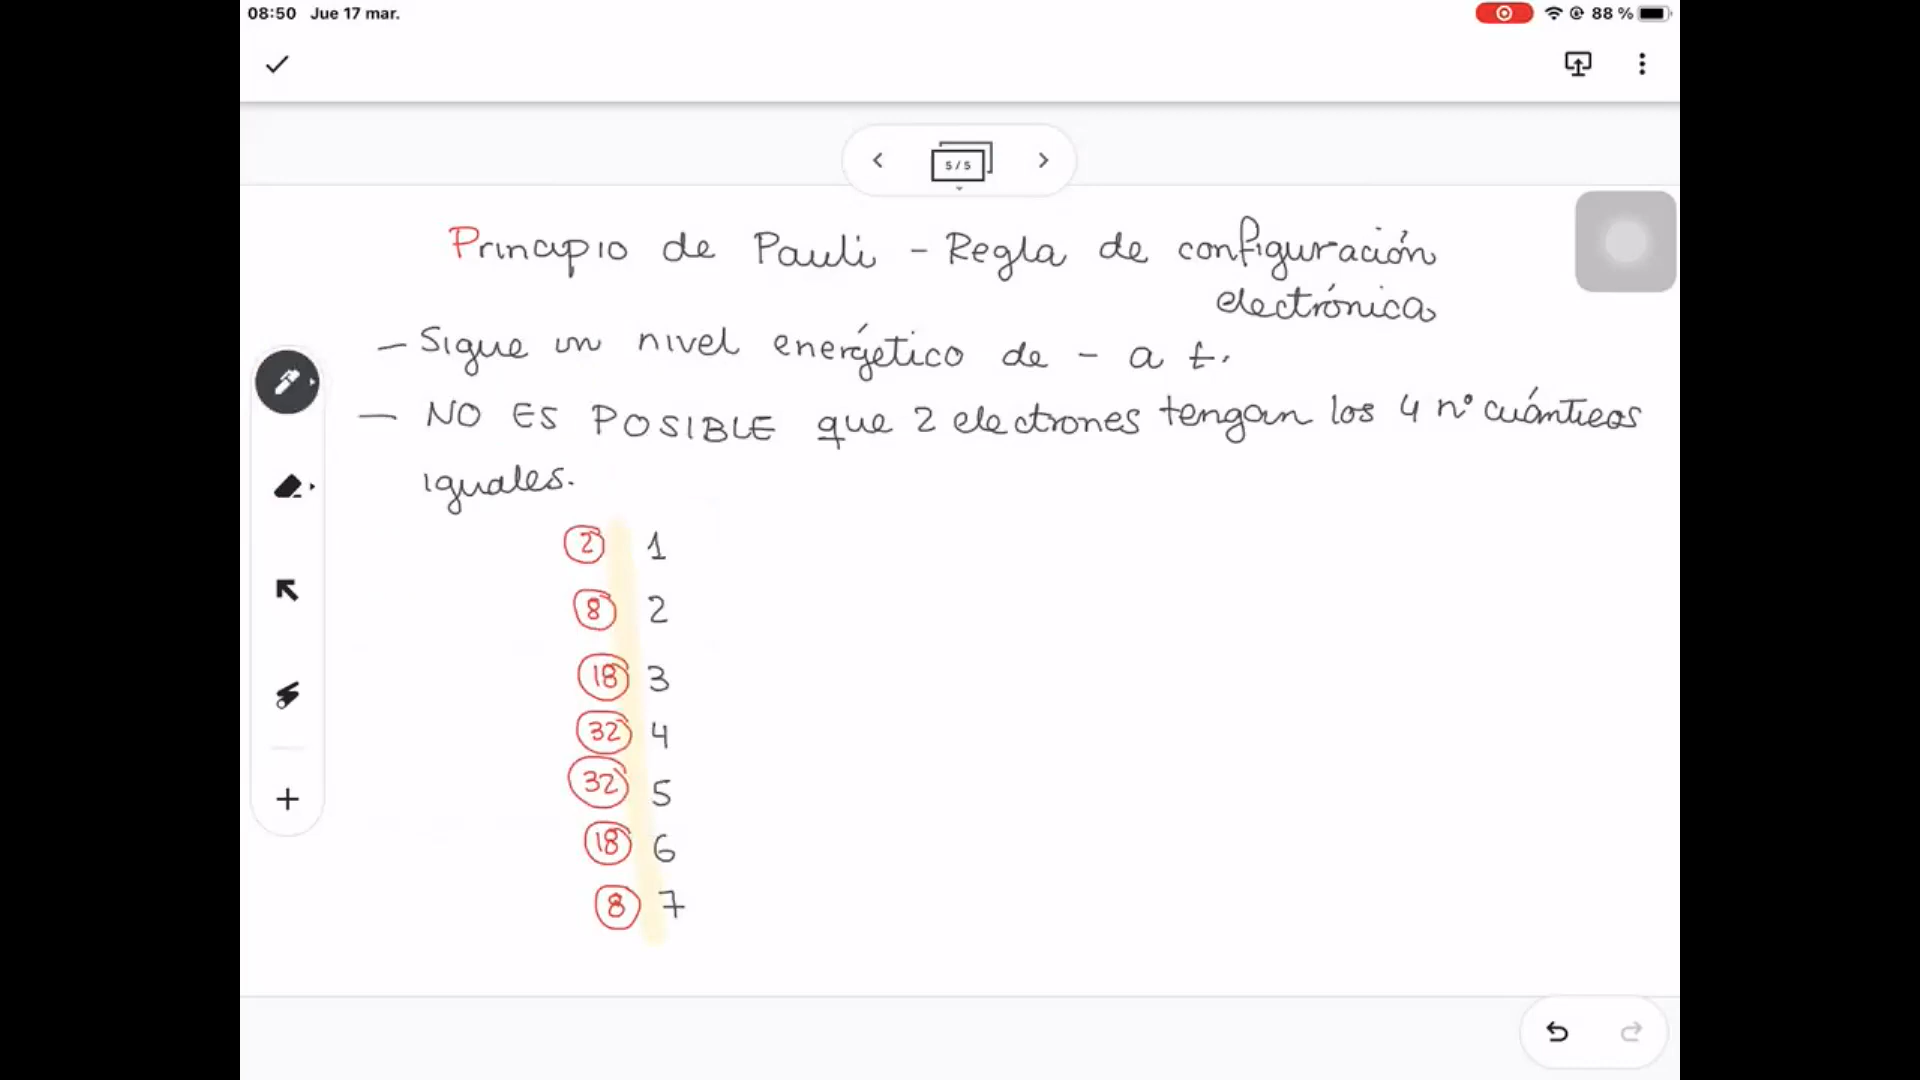 08:50 Jue 17 mar.
88 %
5/5
Principio de Pauli - Regla de configuración
electrónica
- Sigue un nivel energético de - a +.
- NO ES POSIBLE que 2 electrones tengan los 4 nº cuánticos
iguales.
2 1
8 2
18 3
32 4
32 5
18 6
8 7